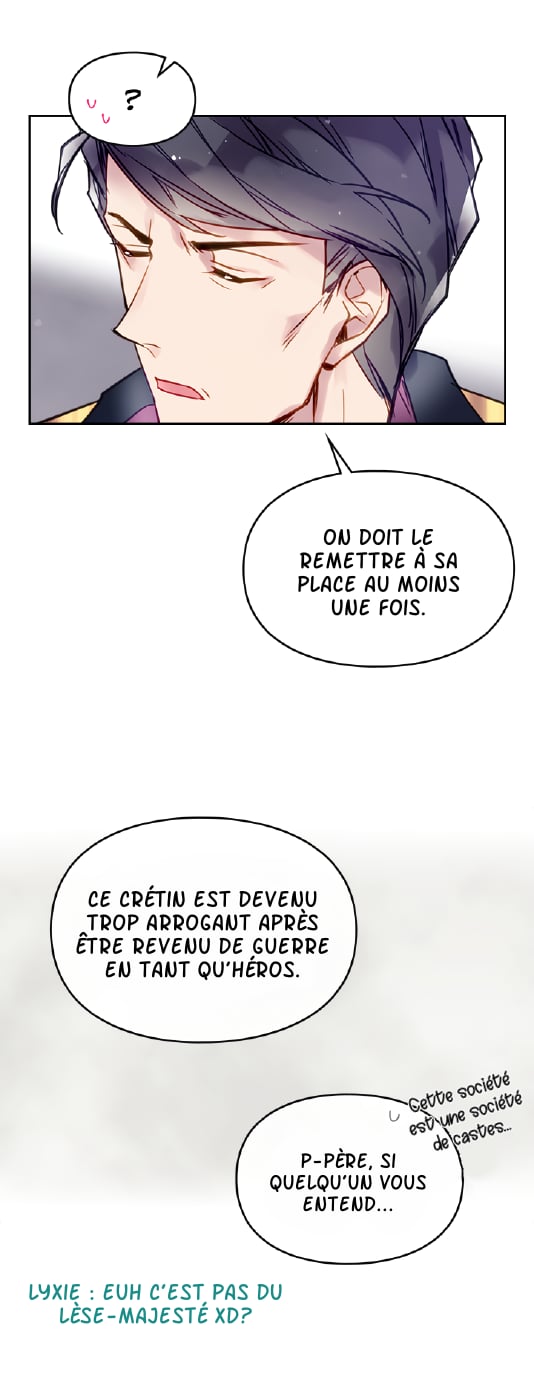 ?
ON DOIT LE
REMETTRE À SA
PLACE AU MOINS
UNE FOIS.
CE CRÉTIN EST DEVENU
TROP ARROGANT APRÈS
ÊTRE REVENU DE GUERRE
EN TANT QU'HÉROS.
Cette société
est une société
de castes...
P-PÈRE, SI
QUELQU'UN VOUS
ENTEND...
LYXIE : EUH C'EST PAS DU
LÈSE-MAJESTÉ XD?